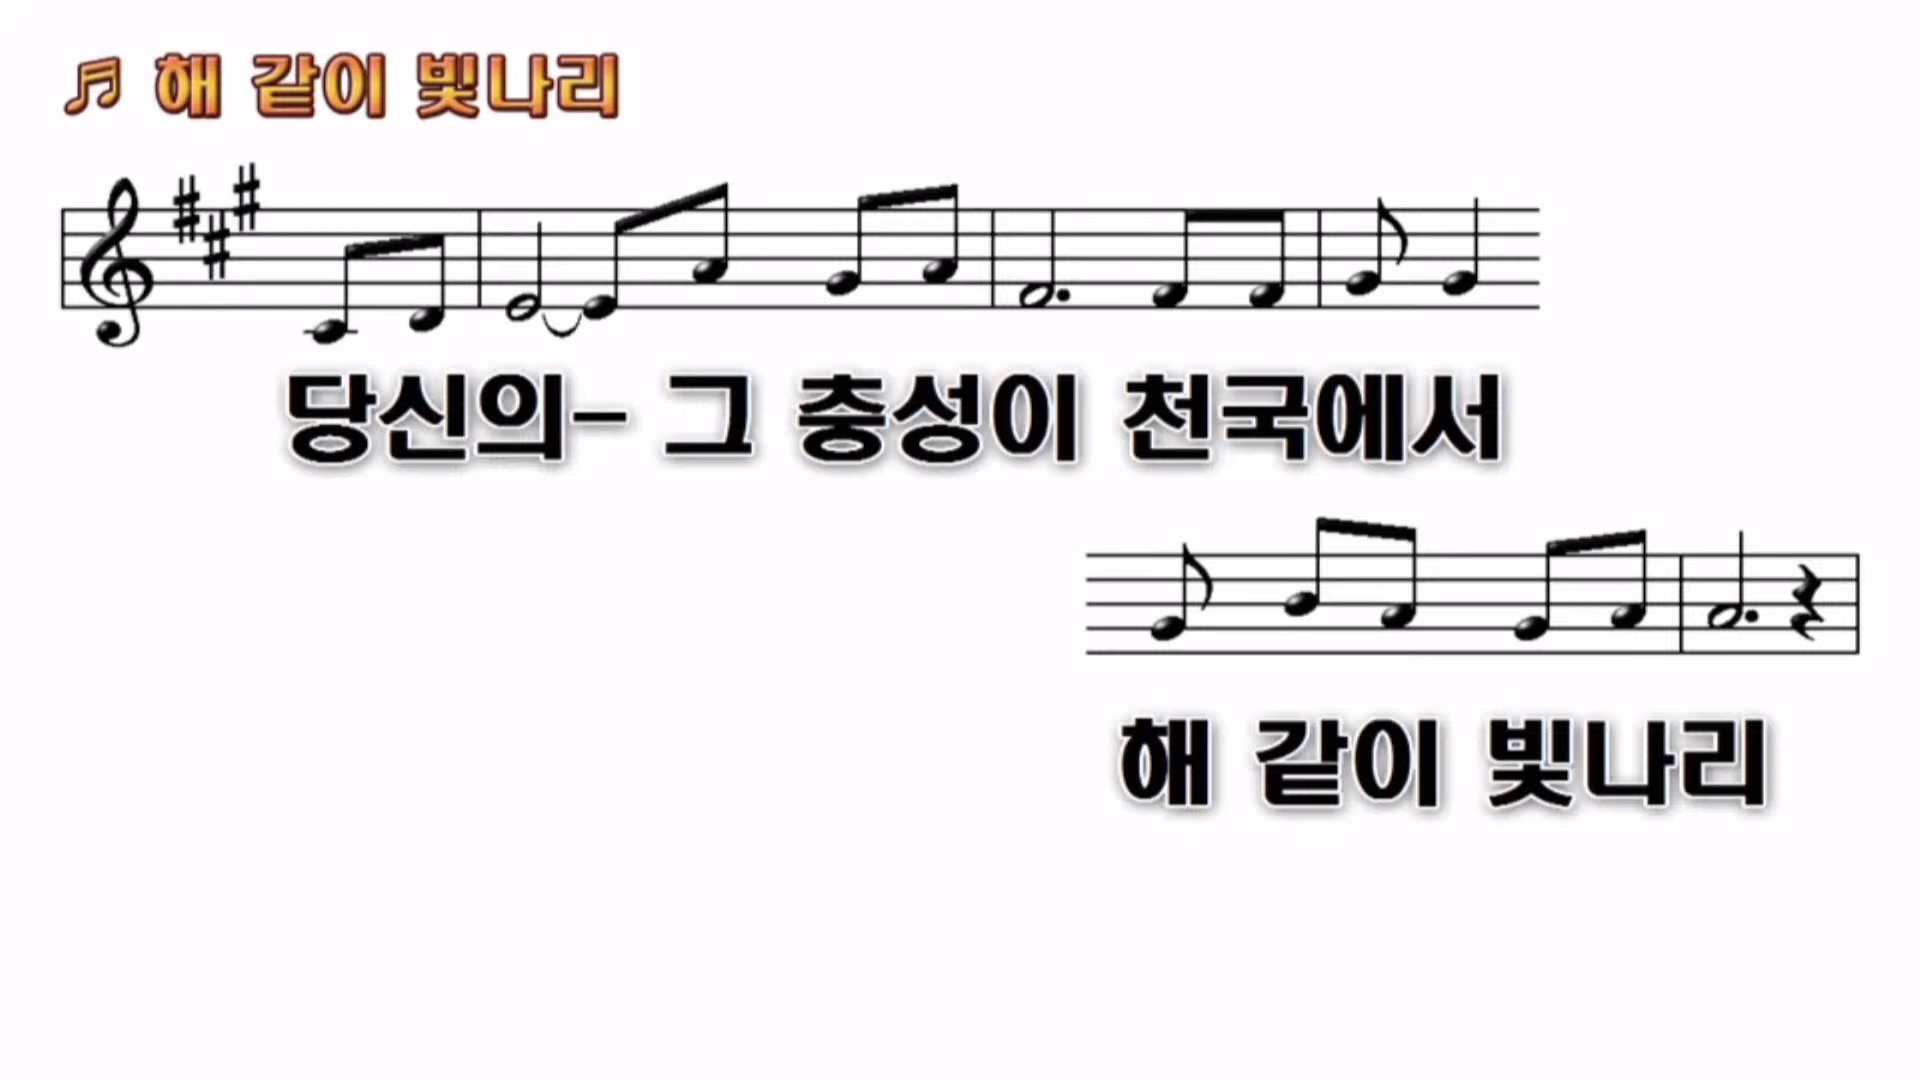 ♬ 해 같이 빛나리
당신의- 그 충성이 천국에서
해 같이 빛나리